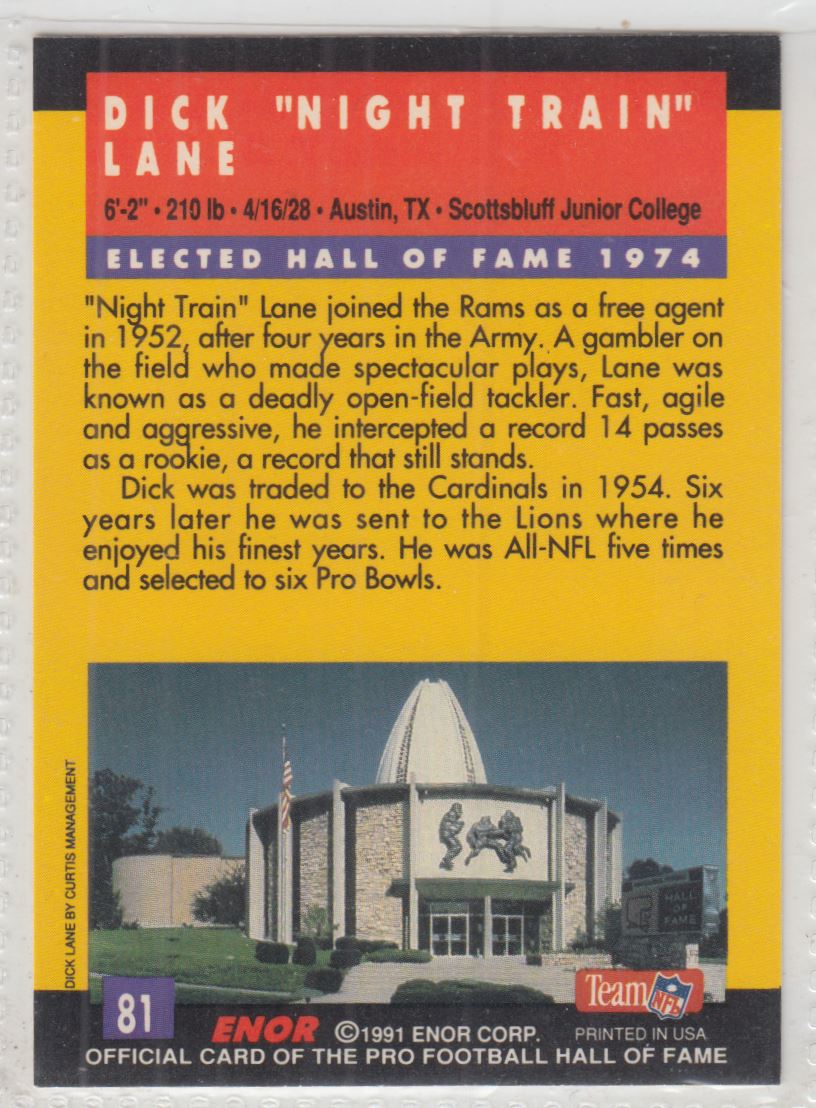 DICK "NIGHT TRAIN"
LANE
6'-2" • 210 lb • 4/16/28 • Austin, TX • Scottsbluff Junior College
ELECTED HALL OF FAME 1974
"Night Train" Lane joined the Rams as a free agent
in 1952, after four years in the Army. A gambler on
the field who made spectacular plays, Lane was
known as a deadly open-field tackler. Fast, agile
and aggressive, he intercepted a record 14 passes
as a rookie, a record that still stands.
Dick was traded to the Cardinals in 1954. Six
years later he was sent to the Lions where he
enjoyed his finest years. He was All-NFL five times
and selected to six Pro Bowls.
DICK LANE BY CURTIS MANAGEMENT
HALL
OF
FAME
Team NFL
81
ENOR ©1991 ENOR CORP. PRINTED IN USA
OFFICIAL CARD OF THE PRO FOOTBALL HALL OF FAME